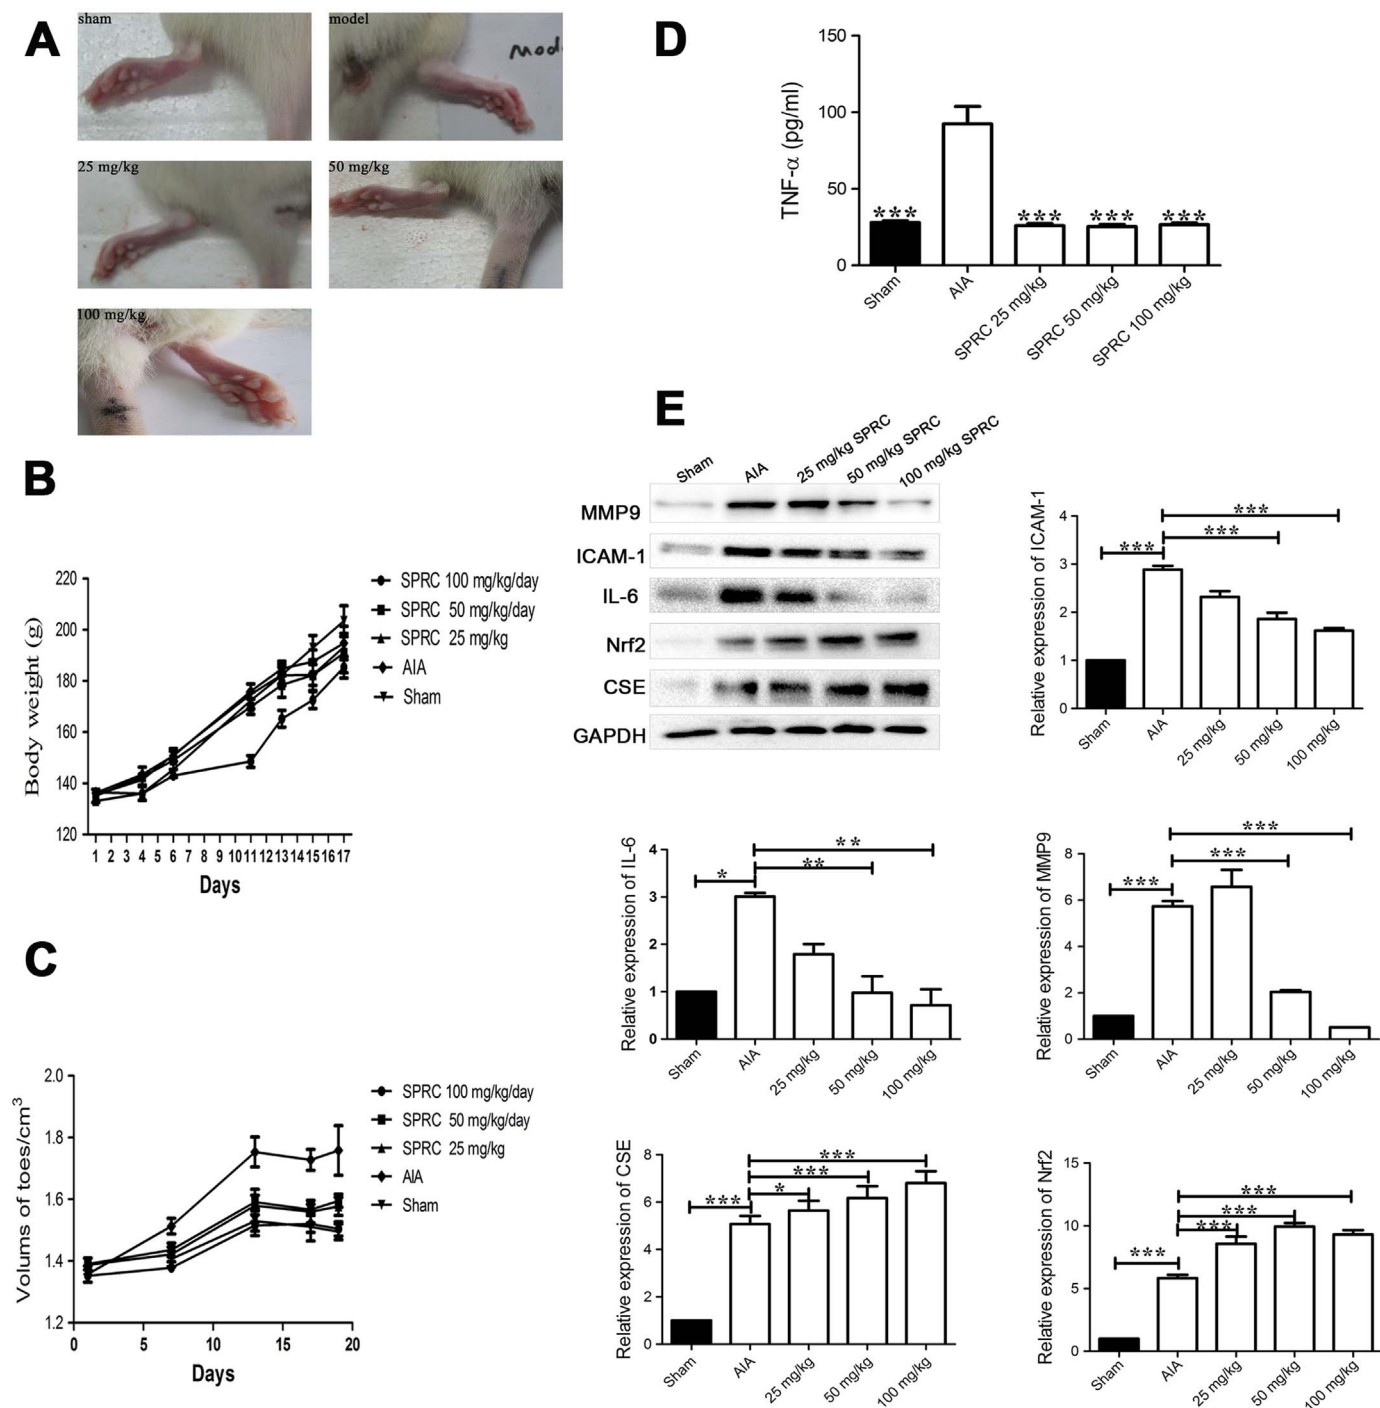 A
sham
model
mod
25 mg/kg
50 mg/kg
100 mg/kg
B
Body weight (g)
220
200
180
160
140
120
1 2 3 4 5 6 7 8 9 10 11 12 13 14 15 16 17
Days
SPRC 100 mg/kg/day
SPRC 50 mg/kg/day
SPRC 25 mg/kg
AIA
Sham
C
Volums of toes/cm³
2.0
1.8
1.6
1.4
1.2
0 5 10 15 20
Days
SPRC 100 mg/kg/day
SPRC 50 mg/kg/day
SPRC 25 mg/kg
AIA
Sham
D
TNF-α (pg/ml)
150
100
50
0
*** *** *** ***
Sham
AIA
SPRC 25 mg/kg
SPRC 50 mg/kg
SPRC 100 mg/kg
E
Sham
AIA
25 mg/kg SPRC
50 mg/kg SPRC
100 mg/kg SPRC
MMP9
ICAM-1
IL-6
Nrf2
CSE
GAPDH
Relative expression of ICAM-1
4
3
2
1
0
***
***
***
Sham
AIA
25 mg/kg
50 mg/kg
100 mg/kg
Relative expression of IL-6
4
3
2
1
0
**
**
*
Sham
AIA
25 mg/kg
50 mg/kg
100 mg/kg
Relative expression of MMP9
8
6
4
2
0
***
***
***
Sham
AIA
25 mg/kg
50 mg/kg
100 mg/kg
Relative expression of CSE
8
6
4
2
0
***
***
*
***
Sham
AIA
25 mg/kg
50 mg/kg
100 mg/kg
Relative expression of Nrf2
15
10
5
0
***
***
***
***
Sham
AIA
25 mg/kg
50 mg/kg
100 mg/kg